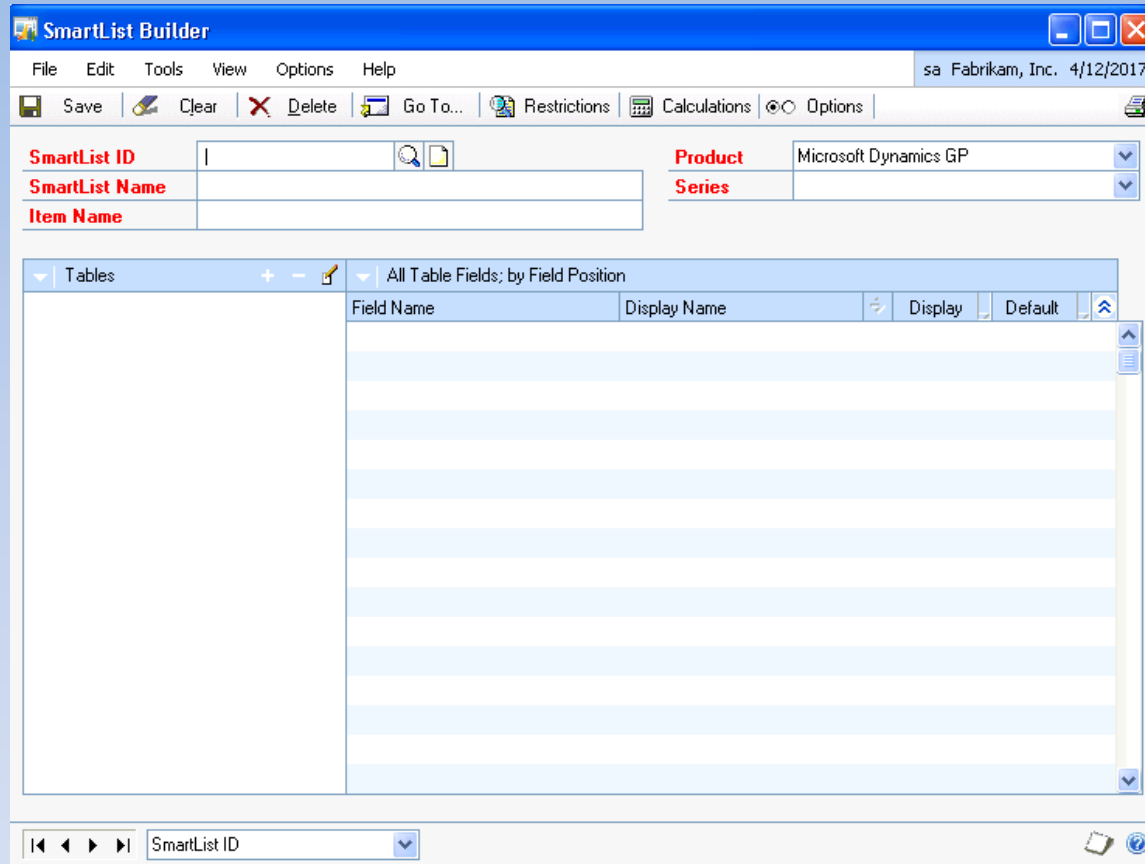 SmartList Builder
File Edit Tools View Options Help sa Fabrikam, Inc. 4/12/2017
Save Clear Delete Go To... Restrictions Calculations Options
SmartList ID Product Microsoft Dynamics GP
SmartList Name Series
Item Name
Tables All Table Fields; by Field Position
Field Name Display Name Display Default
SmartList ID